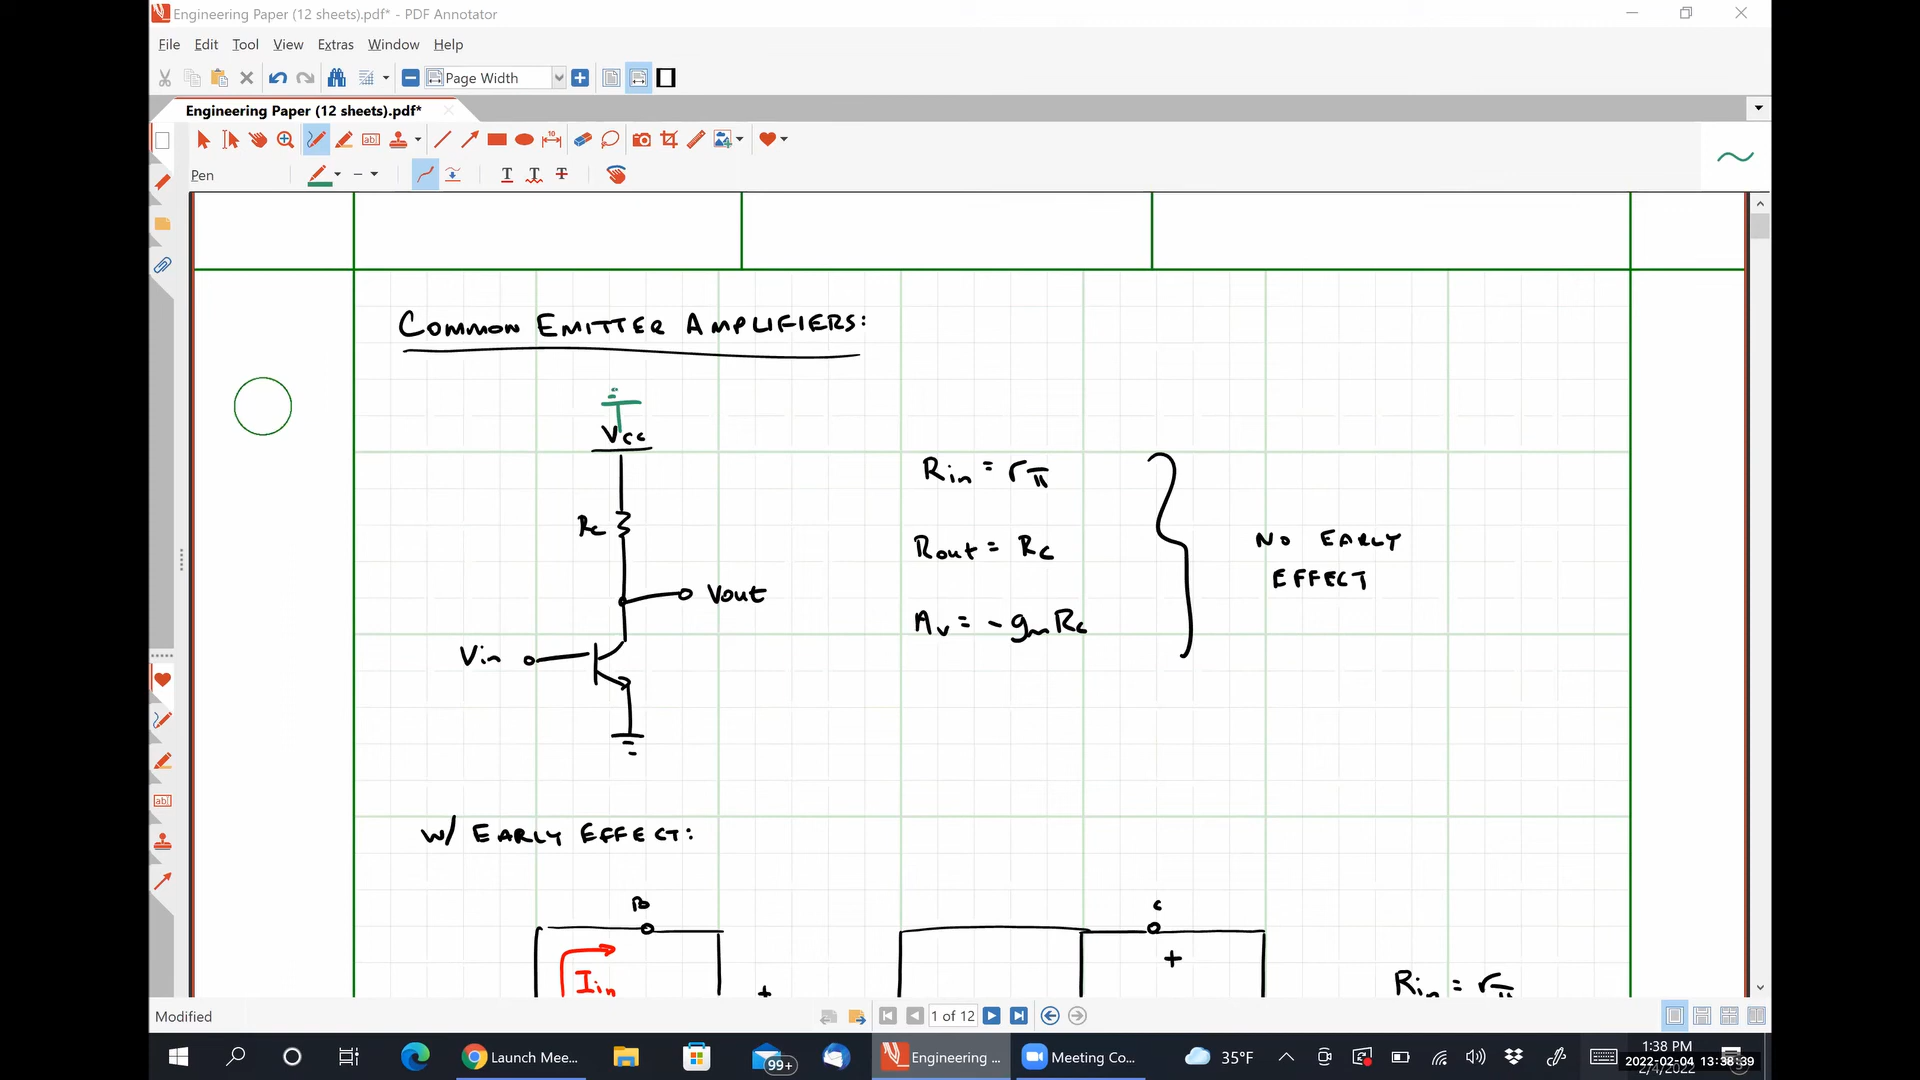 Engineering Paper (12 sheets).pdf* - PDF Annotator
File Edit Tool View Extras Window Help
Page Width
Engineering Paper (12 sheets).pdf*
Pen
COMMON EMITTER AMPLIFIERS:
Vcc
Rc
Vout
Vin
Rin = rπ
Rout = Rc
Av = -gmRc
NO EARLY
EFFECT
W/ EARLY EFFECT:
B
C
Iin
+
+
Rin = rπ
Modified
1 of 12
Launch Mee...
99+
Engineering ...
Meeting Co...
35°F
1:38 PM
2022-02-04 13:38:39
2/4/2022